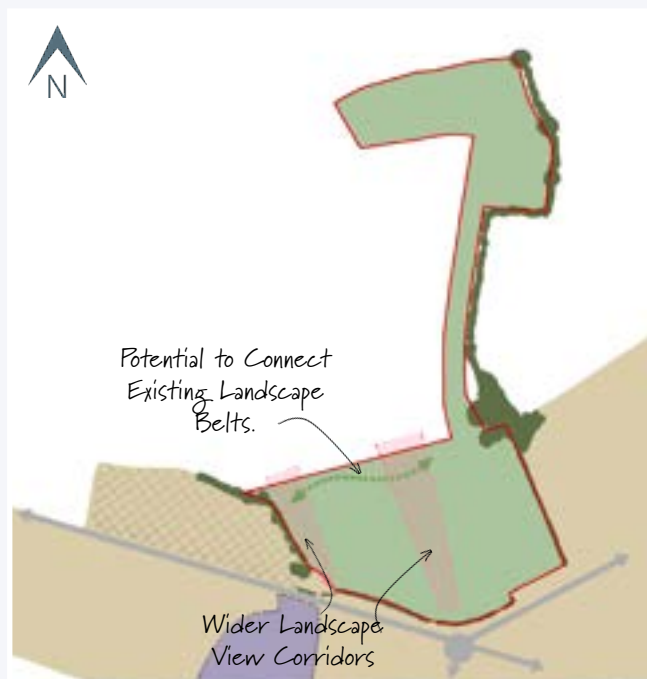 N
Potential to Connect
Existing Landscape
Belts.
Wider Landscape
View Corridors